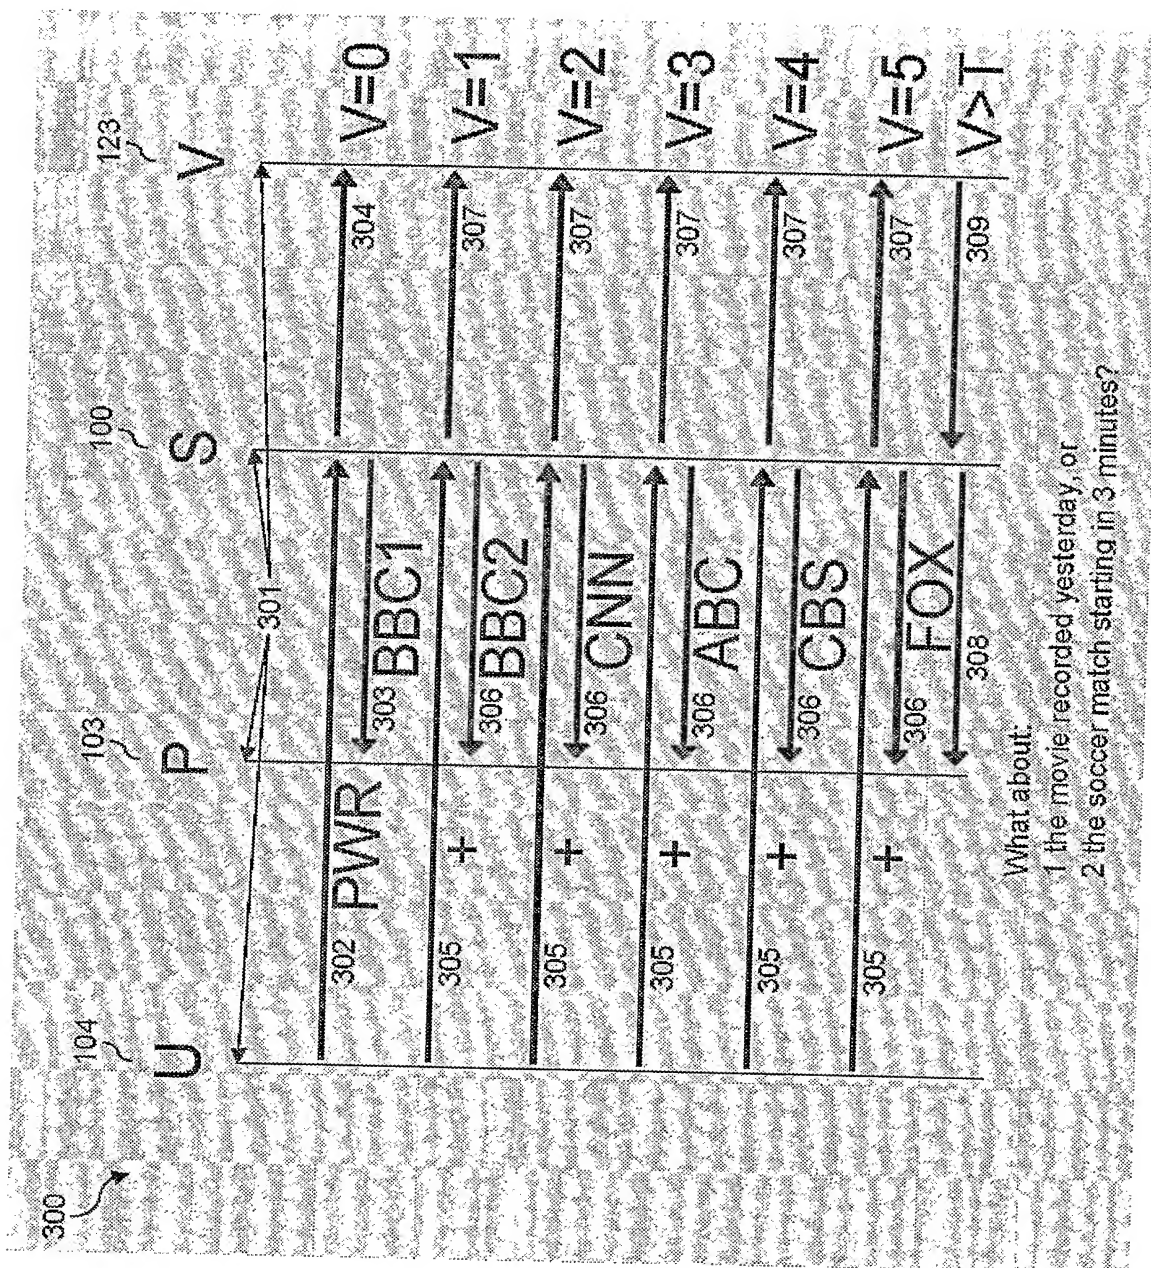 300
104
103
100
123
U
P
S
V
301
302
PWR
303
BBC1
304
V=0
305
+
306
BBC2
307
V=1
305
+
306
CNN
307
V=2
305
+
306
ABC
307
V=3
305
+
306
CBS
307
V=4
305
+
306
FOX
307
V=5
308
309
V>T
What about:
1 the movie recorded yesterday, or
2 the soccer match starting in 3 minutes?